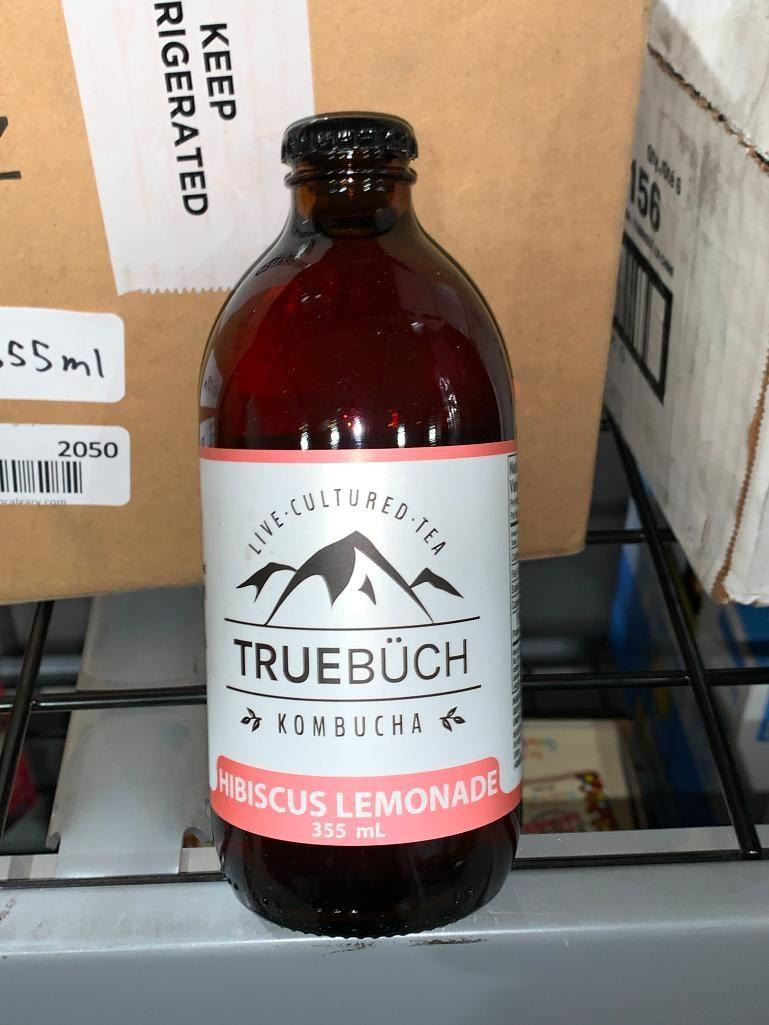 KEEP
RIGERATED
55ml
2050
156
LIVE·CULTURED·TEA
TRUEBÜCH
KOMBUCHA
HIBISCUS LEMONADE
355 mL